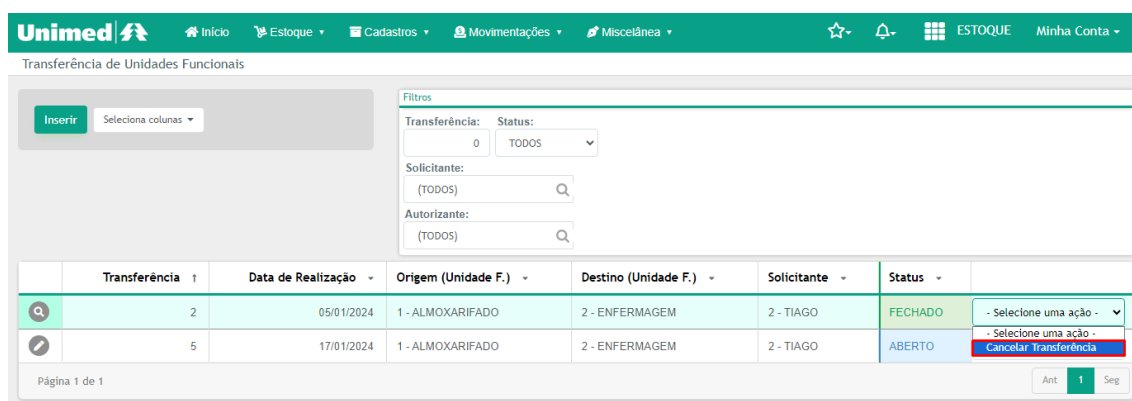 Unimed Início Estoque Cadastros Movimentações Miscelânea ESTOQUE Minha Conta
Transferência de Unidades Funcionais
Inserir Seleciona colunas
Filtros
Transferência: Status:
0 TODOS
Solicitante:
(TODOS)
Autorizante:
(TODOS)
Transferência ↑ Data de Realização Origem (Unidade F.) Destino (Unidade F.) Solicitante Status
2 05/01/2024 1 - ALMOXARIFADO 2 - ENFERMAGEM 2 - TIAGO FECHADO - Selecione uma ação -
- Selecione uma ação -
Cancelar Transferência
5 17/01/2024 1 - ALMOXARIFADO 2 - ENFERMAGEM 2 - TIAGO ABERTO
Página 1 de 1 Ant 1 Seg